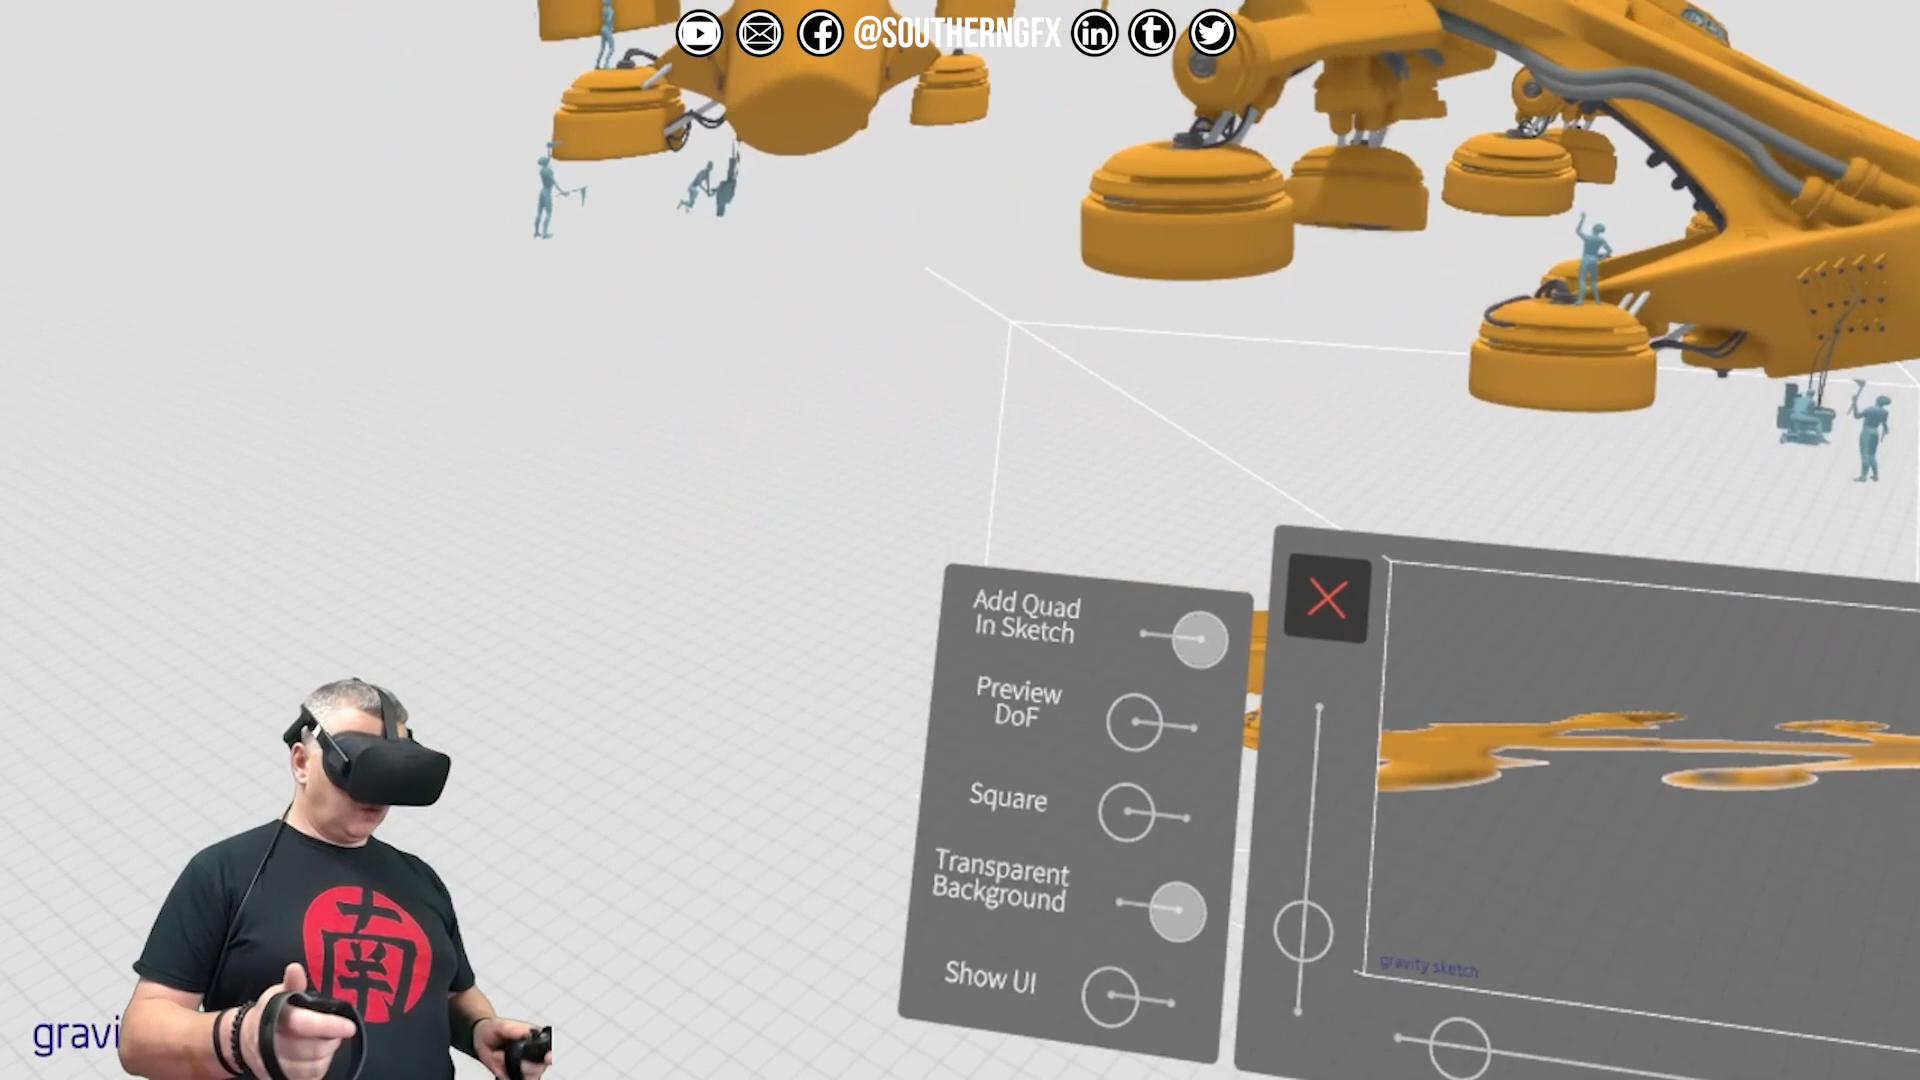 @SOUTHERNGFX
Add Quad
In Sketch
Preview
DoF
Square
Transparent
Background
Show UI
gravity sketch
南
gravi